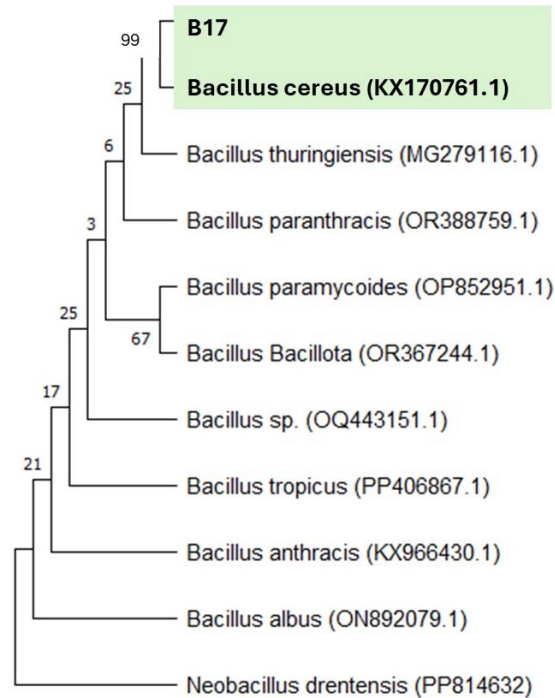 99
B17
25
Bacillus cereus (KX170761.1)
6
Bacillus thuringiensis (MG279116.1)
3
Bacillus paranthracis (OR388759.1)
Bacillus paramycoides (OP852951.1)
25
67
Bacillus Bacillota (OR367244.1)
17
Bacillus sp. (OQ443151.1)
21
Bacillus tropicus (PP406867.1)
Bacillus anthracis (KX966430.1)
Bacillus albus (ON892079.1)
Neobacillus drentensis (PP814632)